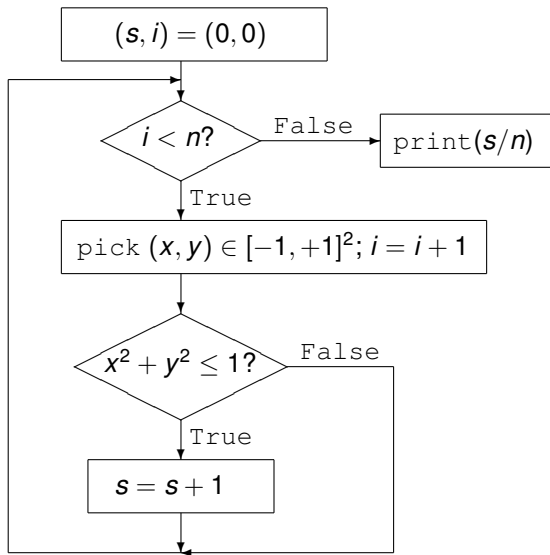 (s, i) = (0, 0)
i < n?
False
print(s/n)
True
pick (x, y) ∈ [−1, +1]²; i = i + 1
x² + y² ≤ 1?
False
True
s = s + 1